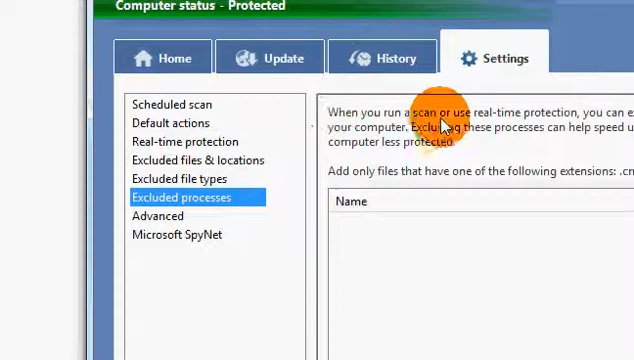 Computer status - Protected
Home
Update
History
Settings
Scheduled scan
Default actions
Real-time protection
Excluded files & locations
Excluded file types
Excluded processes
Advanced
Microsoft SpyNet
When you run a scan or use real-time protection, you can
your computer. Excluding these processes can help speed
computer less protected.
Add only files that have one of the following extensions:
Name